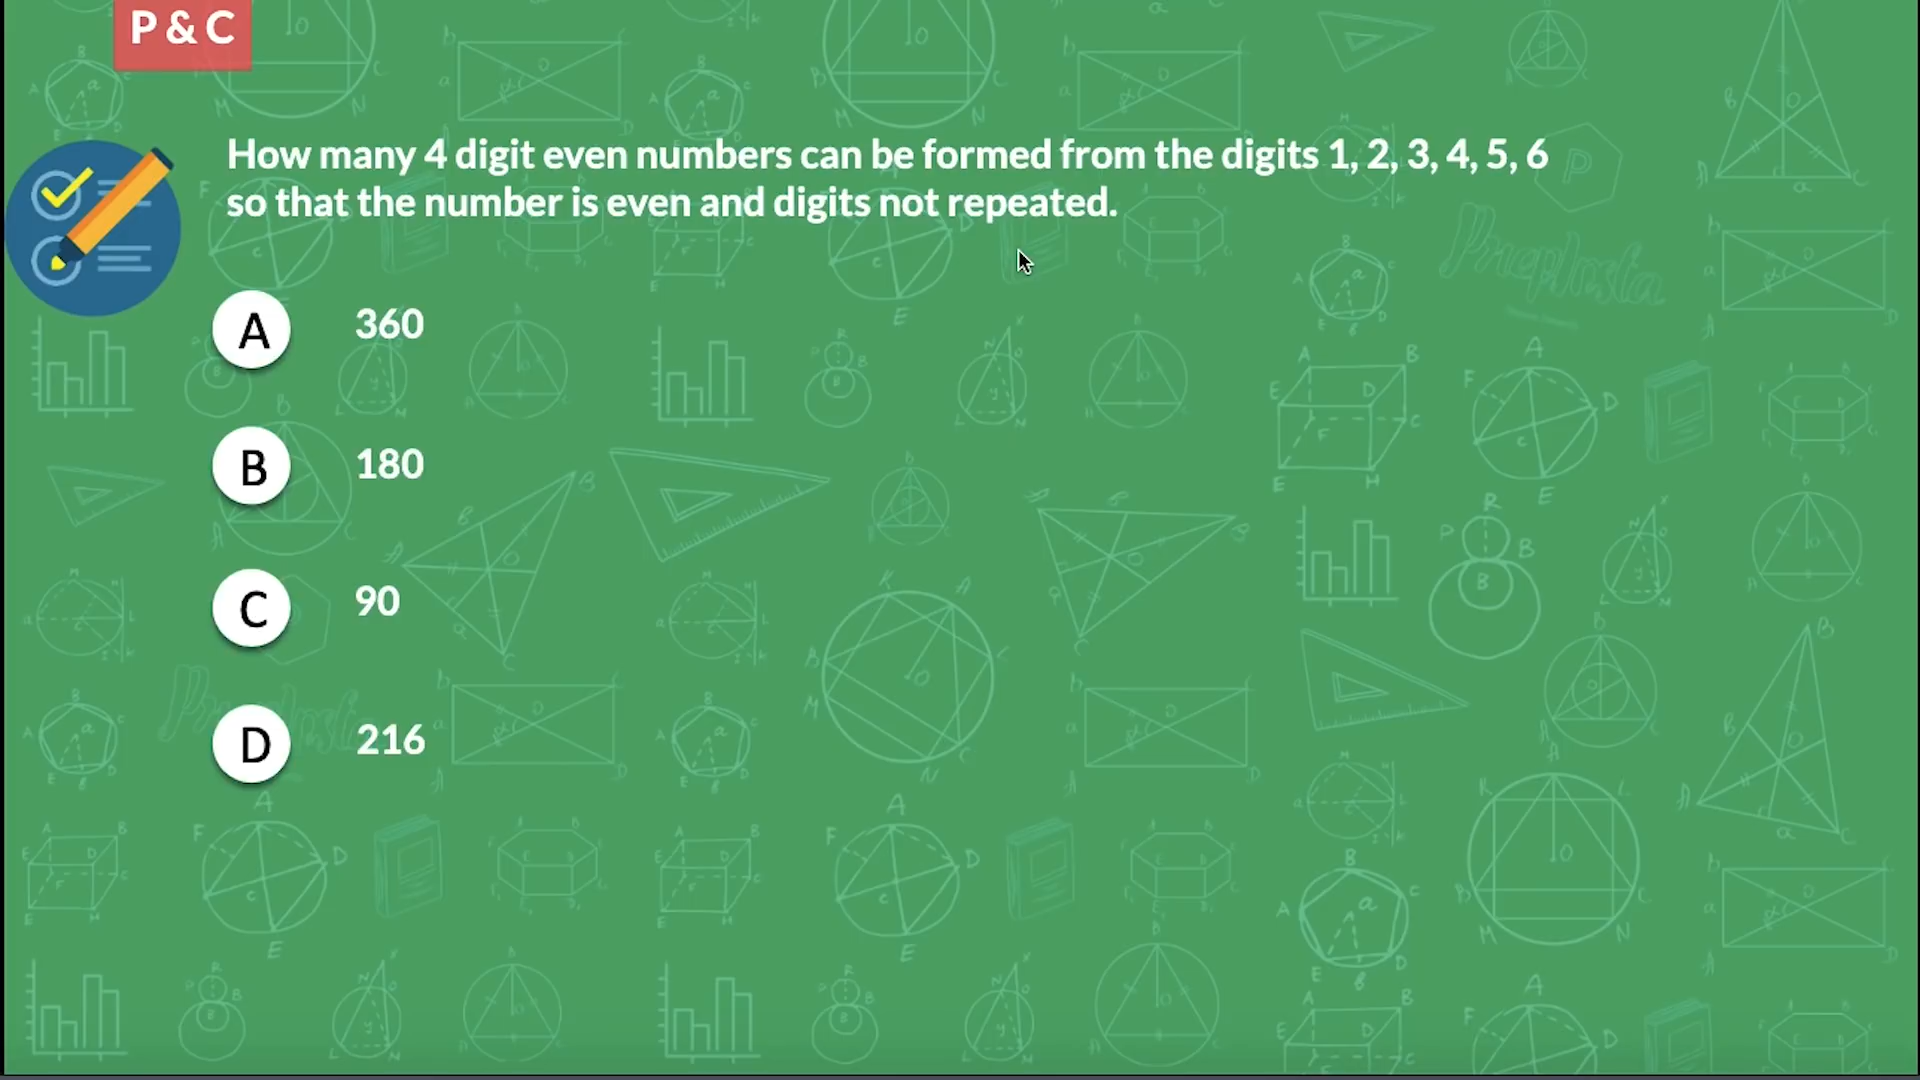 P & C
How many 4 digit even numbers can be formed from the digits 1, 2, 3, 4, 5, 6
so that the number is even and digits not repeated.
A 360
B 180
C 90
D 216